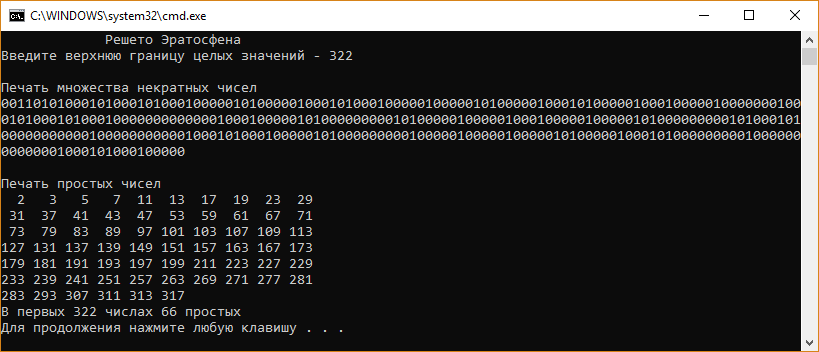 C:\WINDOWS\system32\cmd.exe
Решето Эратосфена
Введите верхнюю границу целых значений - 322
Печать множества некратных чисел
0011010100010100010100010000010100000100010100010000010000010100000100010100000100010000010000000100
0101000101000100000000000001000100000101000000000101000001000001000100000100000101000000000101000101
0000000000010000000000010001010001000001010000000001000001000001000001010000010001010000000001000000
00000001000101000100000
Печать простых чисел
2 3 5 7 11 13 17 19 23 29
31 37 41 43 47 53 59 61 67 71
73 79 83 89 97 101 103 107 109 113
127 131 137 139 149 151 157 163 167 173
179 181 191 193 197 199 211 223 227 229
233 239 241 251 257 263 269 271 277 281
283 293 307 311 313 317
В первых 322 числах 66 простых
Для продолжения нажмите любую клавишу . . .